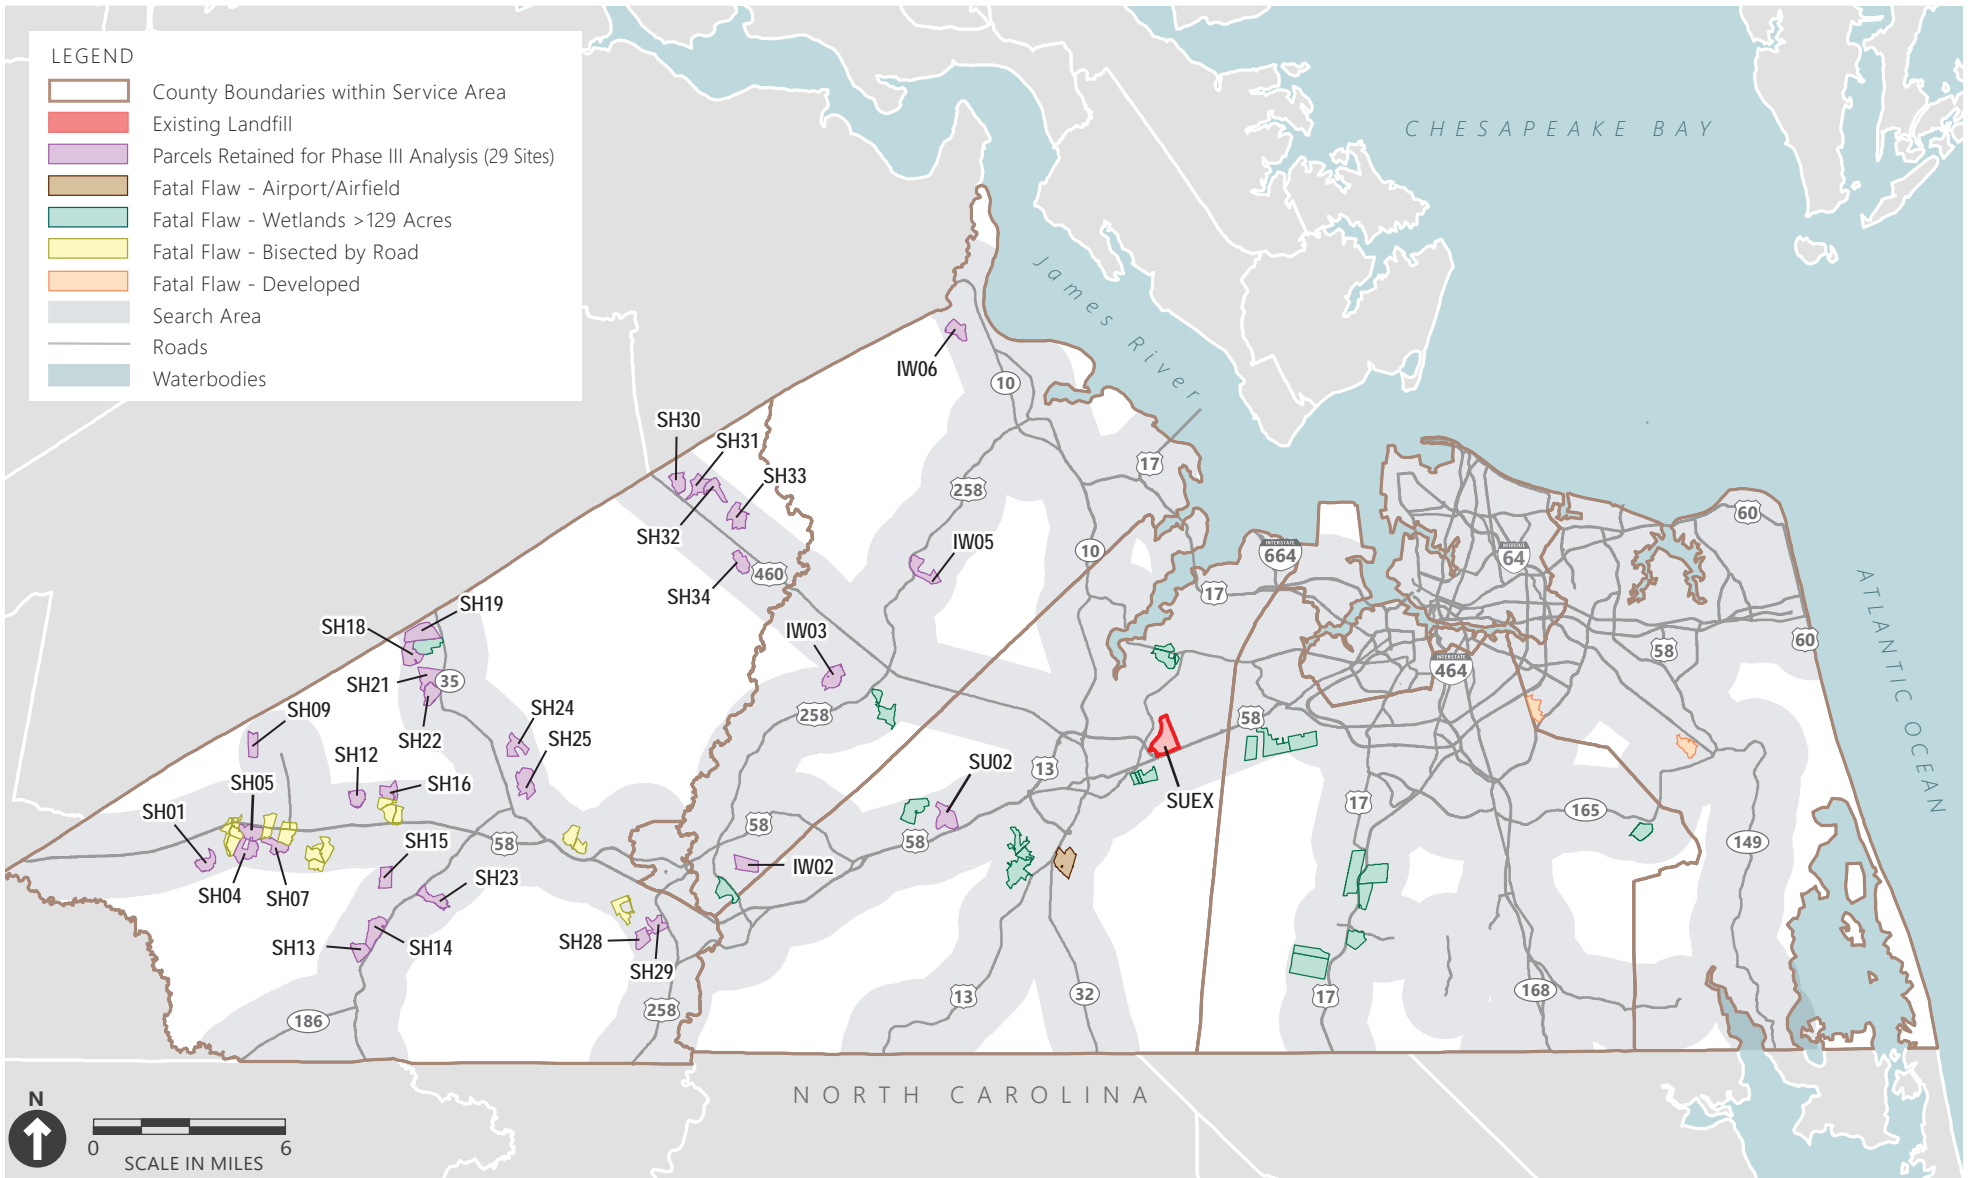 LEGEND
County Boundaries within Service Area
Existing Landfill
Parcels Retained for Phase III Analysis (29 Sites)
Fatal Flaw - Airport/Airfield
Fatal Flaw - Wetlands >129 Acres
Fatal Flaw - Bisected by Road
Fatal Flaw - Developed
Search Area
Roads
Waterbodies
CHESAPEAKE BAY
James River
ATLANTIC OCEAN
NORTH CAROLINA
IW06
10
SH30
SH31
SH33
SH32
SH34
460
258
17
IW05
10
INTERSTATE
664
INTERSTATE
64
60
17
SH19
SH18
IW03
58
60
INTERSTATE
464
SH21
35
SH09
SH22
SH24
SH25
258
58
SH12
SH05
SH16
SU02
13
SUEX
17
165
SH01
58
58
58
149
SH15
IW02
SH04
SH07
SH23
SH13
SH14
SH28
SH29
186
258
13
32
17
168
N
0
6
SCALE IN MILES